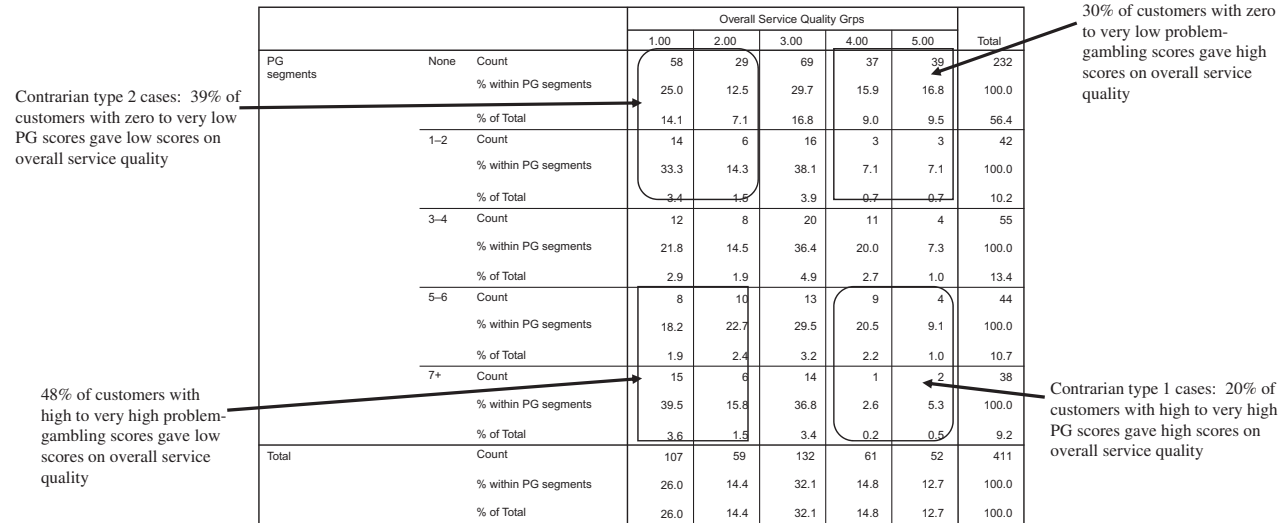 Overall Service Quality Grps
1.00 2.00 3.00 4.00 5.00 Total
PG segments None Count 58 29 69 37 39 232
% within PG segments 25.0 12.5 29.7 15.9 16.8 100.0
% of Total 14.1 7.1 16.8 9.0 9.5 56.4
1–2 Count 14 6 16 3 3 42
% within PG segments 33.3 14.3 38.1 7.1 7.1 100.0
% of Total 3.4 1.5 3.9 0.7 0.7 10.2
3–4 Count 12 8 20 11 4 55
% within PG segments 21.8 14.5 36.4 20.0 7.3 100.0
% of Total 2.9 1.9 4.9 2.7 1.0 13.4
5–6 Count 8 10 13 9 4 44
% within PG segments 18.2 22.7 29.5 20.5 9.1 100.0
% of Total 1.9 2.4 3.2 2.2 1.0 10.7
7+ Count 15 6 14 1 2 38
% within PG segments 39.5 15.8 36.8 2.6 5.3 100.0
% of Total 3.6 1.5 3.4 0.2 0.5 9.2
Total Count 107 59 132 61 52 411
% within PG segments 26.0 14.4 32.1 14.8 12.7 100.0
% of Total 26.0 14.4 32.1 14.8 12.7 100.0
Contrarian type 2 cases: 39% of
customers with zero to very low
PG scores gave low scores on
overall service quality
48% of customers with
high to very high problem-
gambling scores gave low
scores on overall service
quality
30% of customers with zero
to very low problem-
gambling scores gave high
scores on overall service
quality
Contrarian type 1 cases: 20% of
customers with high to very high
PG scores gave high scores on
overall service quality